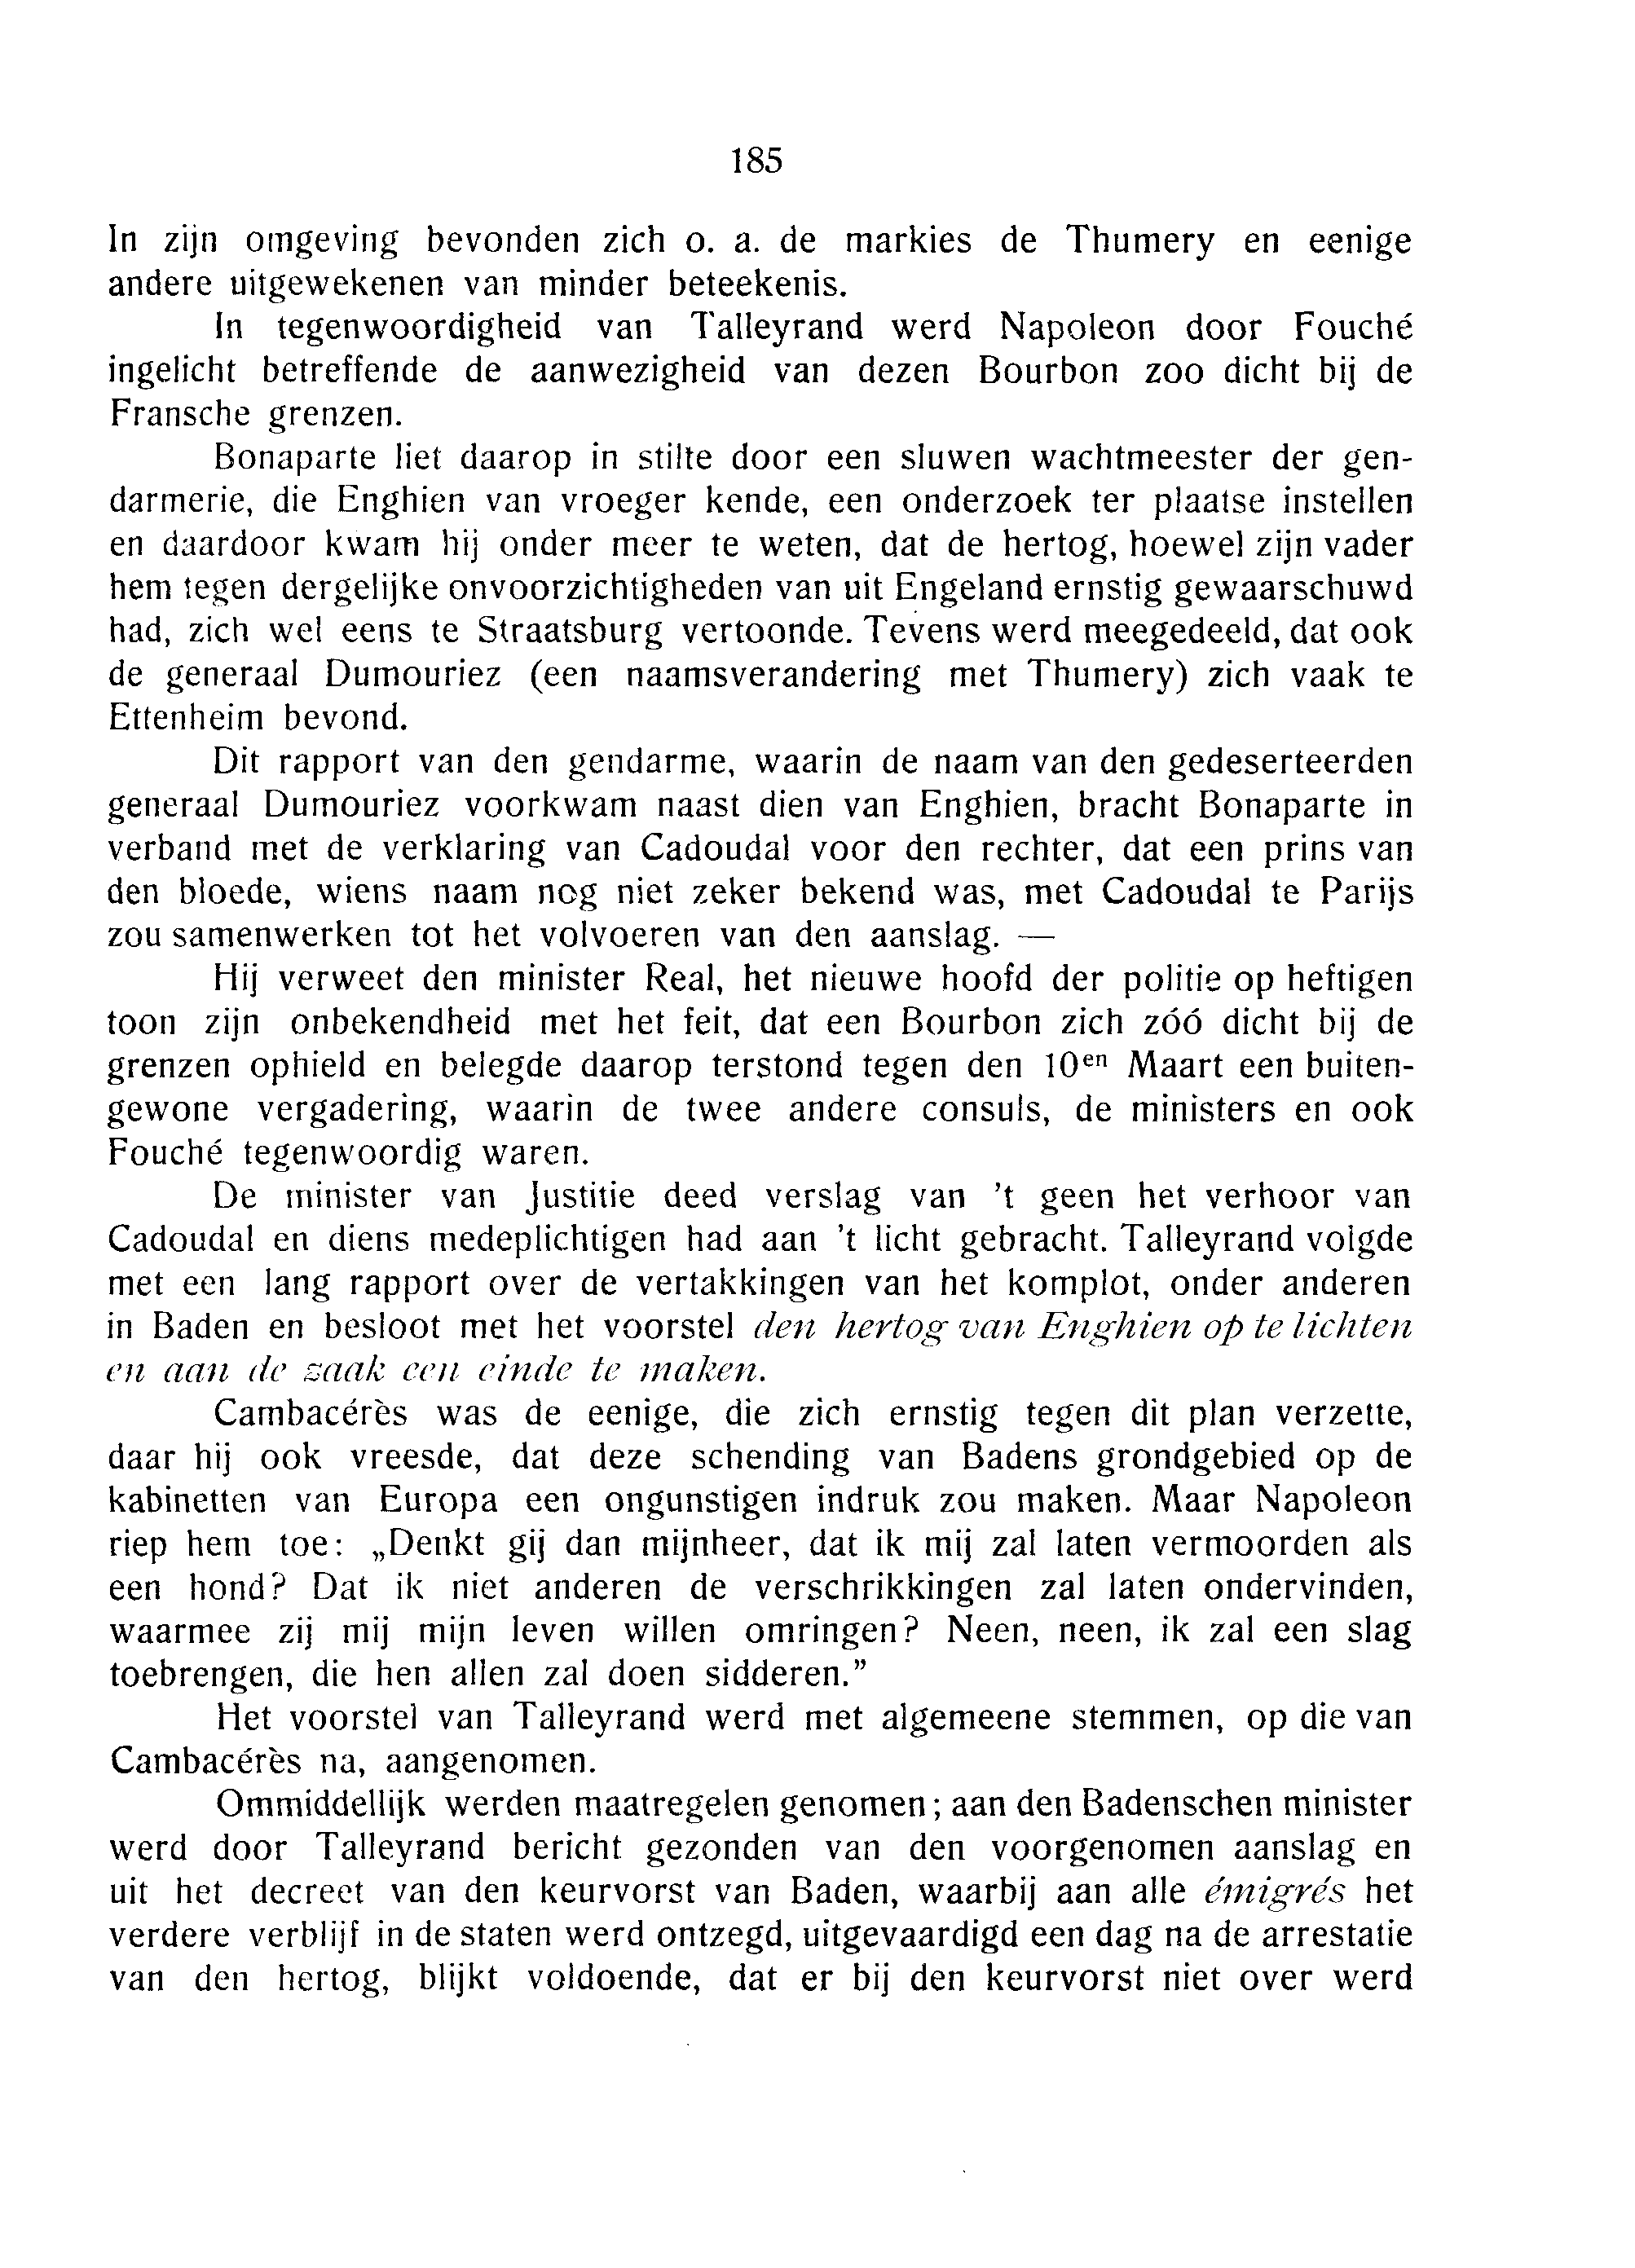 185
In zijn omgeving bevonden zich o. a. de markies de Thumery en eenige
andere uitgewekenen van minder beteekenis.
In tegenwoordigheid van Talleyrand werd Napoleon door Fouché
ingelicht betreffende de aanwezigheid van dezen Bourbon zoo dicht bij de
Fransche grenzen.
Bonaparte liet daarop in stilte door een sluwen wachtmeester der gen-
darmerie, die Enghien van vroeger kende, een onderzoek ter plaatse instellen
en daardoor kwam hij onder meer te weten, dat de hertog, hoewel zijn vader
hem tegen dergelijke onvoorzichtigheden van uit Engeland ernstig gewaarschuwd
had, zich wel eens te Straatsburg vertoonde. Tevens werd meegedeeld, dat ook
de generaal Dumouriez (een naamsverandering met Thumery) zich vaak te
Ettenheim bevond.
Dit rapport van den gendarme, waarin de naam van den gedeserteerden
generaal Dumouriez voorkwam naast dien van Enghien, bracht Bonaparte in
verband met de verklaring van Cadoudal voor den rechter, dat een prins van
den bloede, wiens naam nog niet zeker bekend was, met Cadoudal te Parijs
zou samenwerken tot het volvoeren van den aanslag. —
Hij verweet den minister Real, het nieuwe hoofd der politie op heftigen
toon zijn onbekendheid met het feit, dat een Bourbon zich zóó dicht bij de
grenzen ophield en belegde daarop terstond tegen den 10en Maart een buiten-
gewone vergadering, waarin de twee andere consuls, de ministers en ook
Fouché tegenwoordig waren.
De minister van Justitie deed verslag van 't geen het verhoor van
Cadoudal en diens medeplichtigen had aan 't licht gebracht. Talleyrand volgde
met een lang rapport over de vertakkingen van het komplot, onder anderen
in Baden en besloot met het voorstel den hertog van Enghien op te lichten
en aan de zaak een einde te maken.
Cambacérès was de eenige, die zich ernstig tegen dit plan verzette,
daar hij ook vreesde, dat deze schending van Badens grondgebied op de
kabinetten van Europa een ongunstigen indruk zou maken. Maar Napoleon
riep hem toe: „Denkt gij dan mijnheer, dat ik mij zal laten vermoorden als
een hond? Dat ik niet anderen de verschrikkingen zal laten ondervinden,
waarmee zij mij mijn leven willen omringen? Neen, neen, ik zal een slag
toebrengen, die hen allen zal doen sidderen.”
Het voorstel van Talleyrand werd met algemeene stemmen, op die van
Cambacérès na, aangenomen.
Ommiddellijk werden maatregelen genomen; aan den Badenschen minister
werd door Talleyrand bericht gezonden van den voorgenomen aanslag en
uit het decreet van den keurvorst van Baden, waarbij aan alle émigrés het
verdere verblijf in de staten werd ontzegd, uitgevaardigd een dag na de arrestatie
van den hertog, blijkt voldoende, dat er bij den keurvorst niet over werd